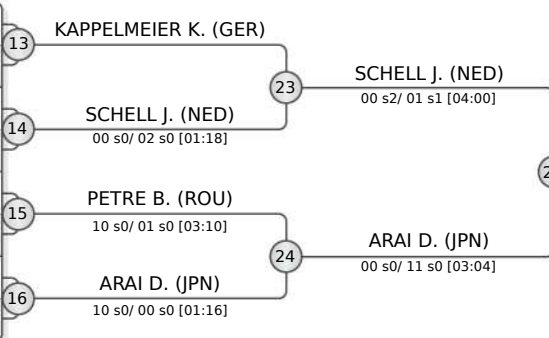 KAPPELMEIER K. (GER)
13
23
SCHELL J. (NED)
00 s2/ 01 s1 [04:00]
SCHELL J. (NED)
14
00 s0/ 02 s0 [01:18]
PETRE B. (ROU)
15
10 s0/ 01 s0 [03:10]
24
ARAI D. (JPN)
00 s0/ 11 s0 [03:04]
ARAI D. (JPN)
16
10 s0/ 00 s0 [01:16]